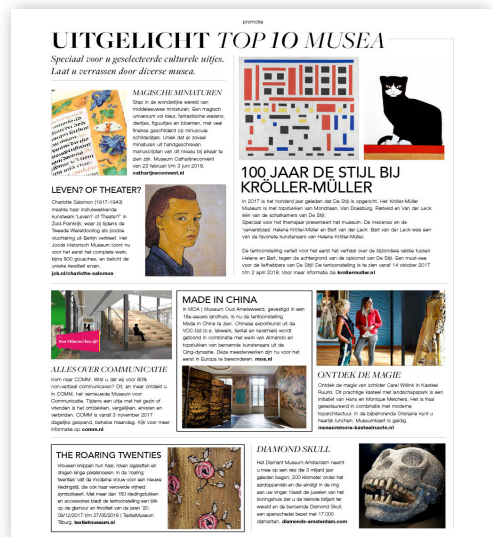 promotie
UITGELICHT TOP 10 MUSEA
Speciaal voor u geselecteerde culturele uitjes.
Laat u verrassen door diverse musea.
MAGISCHE MINIATUREN
Stap in de wonderlijke wereld van
middeleeuwse miniaturen. Een magisch
universum vol kleur, fantastische wezens,
diertjes, figuurtjes en bloemen, met veel
finesse geschilderd op minuscule
schilderijtjes. Uniek dat er zoveel
miniaturen uit handgeschreven
manuscripten van dit niveau bij elkaar te
zien zijn. Museum Catharijneconvent
van 23 februari t/m 3 juni 2018.
catharijneconvent.nl
LEVEN? OF THEATER?
Charlotte Salomon (1917-1943)
maakte haar indrukwekkende
kunstwerk 'Leven? of Theater?' in
Zuid-Frankrijk, waar zij tijdens de
Tweede Wereldoorlog als joodse
vluchteling uit Berlijn verbleef. Het
Joods Historisch Museum toont nu
voor het eerst het complete werk,
bijna 800 gouaches, en belicht de
unieke kwaliteit ervan.
jck.nl/charlotte-salomon
100 JAAR DE STIJL BIJ
KRÖLLER-MÜLLER
In 2017 is het honderd jaar geleden dat De Stijl is opgericht. Het Kröller-Müller
Museum is met topstukken van Mondriaan, Van Doesburg, Rietveld en Van der Leck
één van de schatkamers van De Stijl.
Speciaal voor het themajaar presenteert het museum: De mecenas en de
'verversbaas' Helene Kröller-Müller en Bart van der Leck. Bart van der Leck was een
van de favoriete kunstenaars van Helene Kröller-Müller.
De tentoonstelling vertelt voor het eerst het verhaal over de bijzondere relatie tussen
Helene en Bart, tegen de achtergrond van de opkomst van De Stijl. Een must-see
voor de liefhebbers van De Stijl! De tentoonstelling is te zien vanaf 14 oktober 2017
t/m 2 april 2018. Voor meer informatie zie krollermuller.nl
ALLES OVER COMMUNICATIE
Kom naar COMM. Wist u dat wij voor 80%
non-verbaal communiceren? Dit, en meer ontdekt u
in COMM, het vernieuwde Museum voor
Communicatie. Tijdens een uitje met het gezin of
vrienden is het ontdekken, vergelijken, ervaren en
verbinden. COMM is vanaf 3 november 2017
dagelijks geopend, behalve maandag. Kijk voor meer
informatie op comm.nl
MADE IN CHINA
In MOA | Museum Oud Amelisweerd, gevestigd in een
18e-eeuws landhuis, is nu de tentoonstelling
Made in China te zien. Chinese exportkunst uit de
VOC-tijd (o.a. lakwerk, textiel en keramiek) wordt
getoond in combinatie met werk van Armando en
topstukken van beroemde kunstenaars uit de
Qing-dynastie. Deze meesterwerken zijn nu voor het
eerst in Europa te bewonderen. moa.nl
ONTDEK DE MAGIE
Ontdek de magie van schilder Carel Willink in Kasteel
Ruurlo. Dit prachtige kasteel met landschapspark is een
initiatief van Hans en Monique Melchers. Het is fraai
gerestaureerd in combinatie met moderne
toparchitectuur. In de bijbehorende Orangerie kunt u
heerlijk lunchen. Museumkaart is geldig.
museummore-kasteelruurlo.nl
THE ROARING TWENTIES
Vrouwen knippen hun haar, roken sigaretten en
dragen lange parelsnoeren. In de 'roaring
twenties' valt de moderne vrouw voor een nieuwe
kledingstijl, die ook haar veroverde vrijheid
symboliseert. Met meer dan 150 kledingstukken
en accessoires biedt de tentoonstelling een blik
op de glamour en frivoliteit van de jaren '20.
09/12/2017 t/m 27/05/2018 | TextielMuseum
Tilburg. textielmuseum.nl
DIAMOND SKULL
Het Diamant Museum Amsterdam neemt
u mee op een reis die 3 miljard jaar
geleden begon, 200 kilometer onder het
aardoppervlak en eindigt in de ring
aan uw vinger. Naast de juwelen van het
koningshuis ziet u de kleinste briljant ter
wereld en de beroemde Diamond Skull:
een apenschedel bezet met 17.000
diamanten. diamonds-amsterdam.com